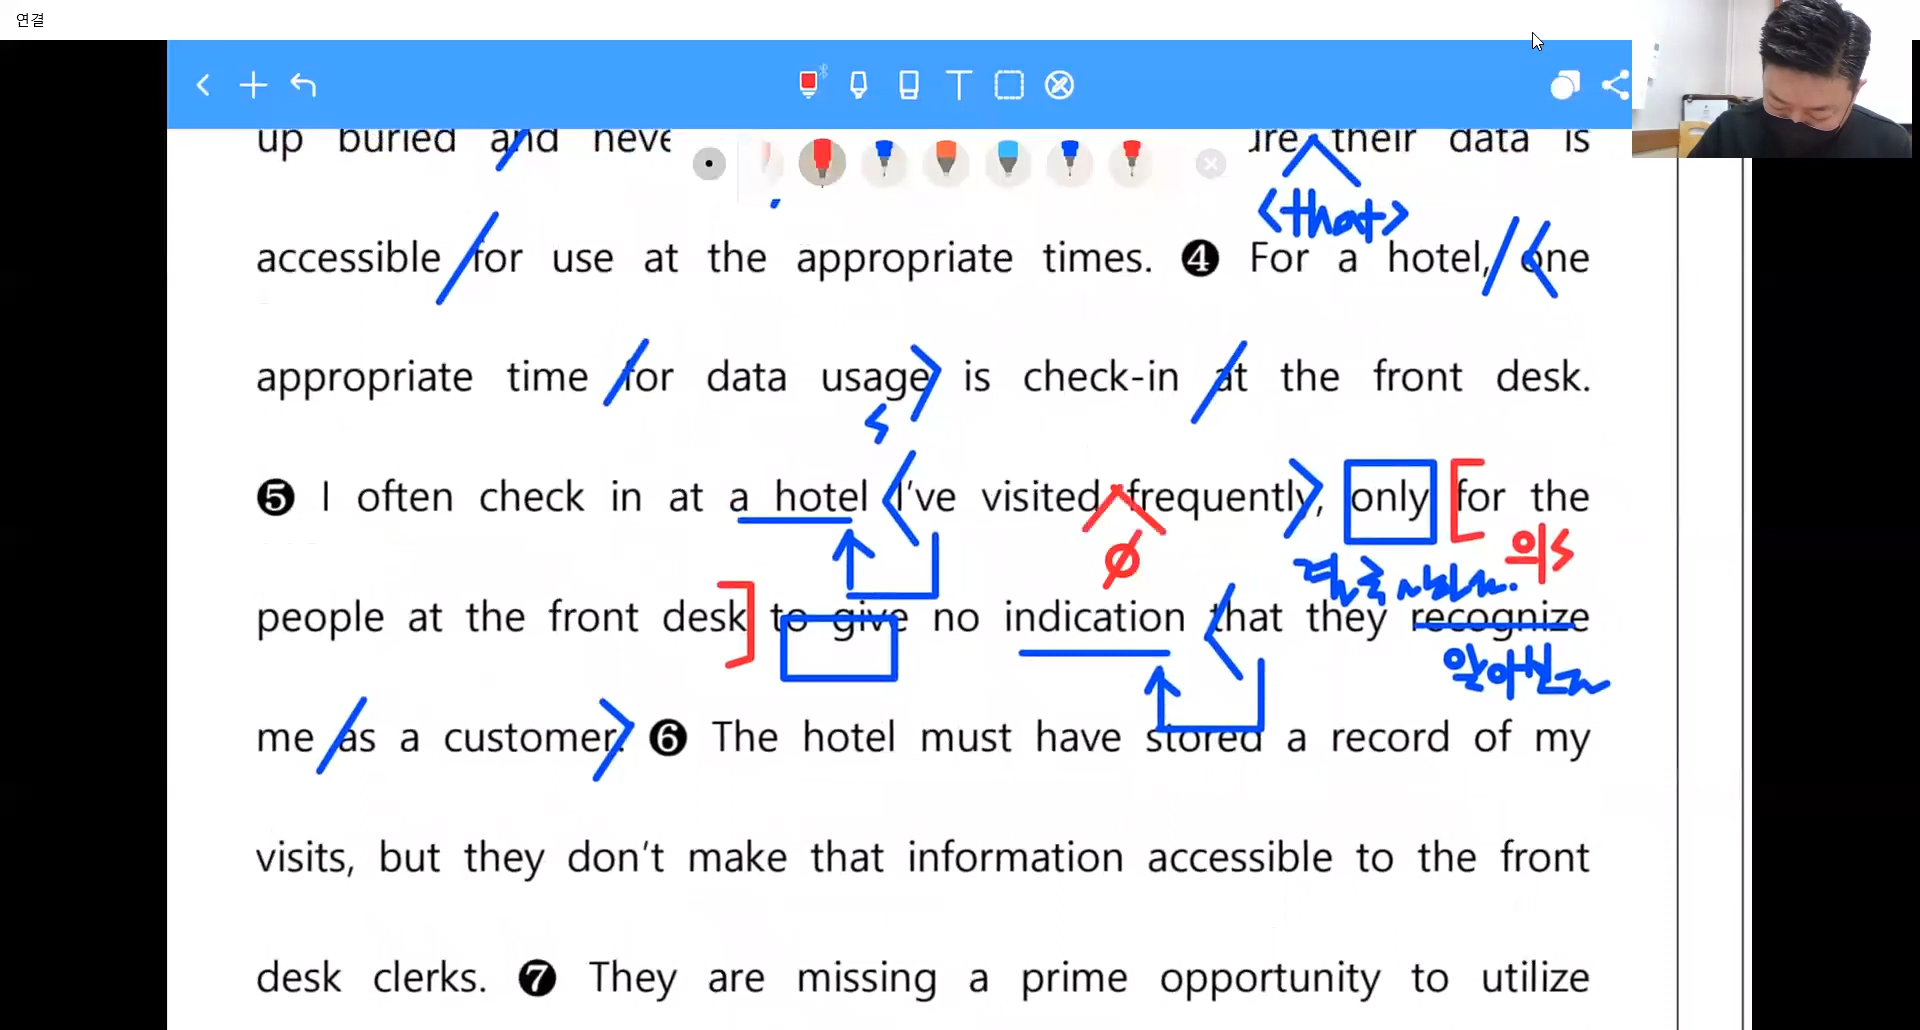 연결
up buried and neve ure their data is
<that>
accessible for use at the appropriate times. ❹ For a hotel, one
appropriate time for data usage is check-in at the front desk.
❺ I often check in at a hotel I've visited frequently, only for the
의S
people at the front desk to give no indication that they recognize
me as a customer. ❻ The hotel must have stored a record of my
visits, but they don't make that information accessible to the front
desk clerks. ❼ They are missing a prime opportunity to utilize